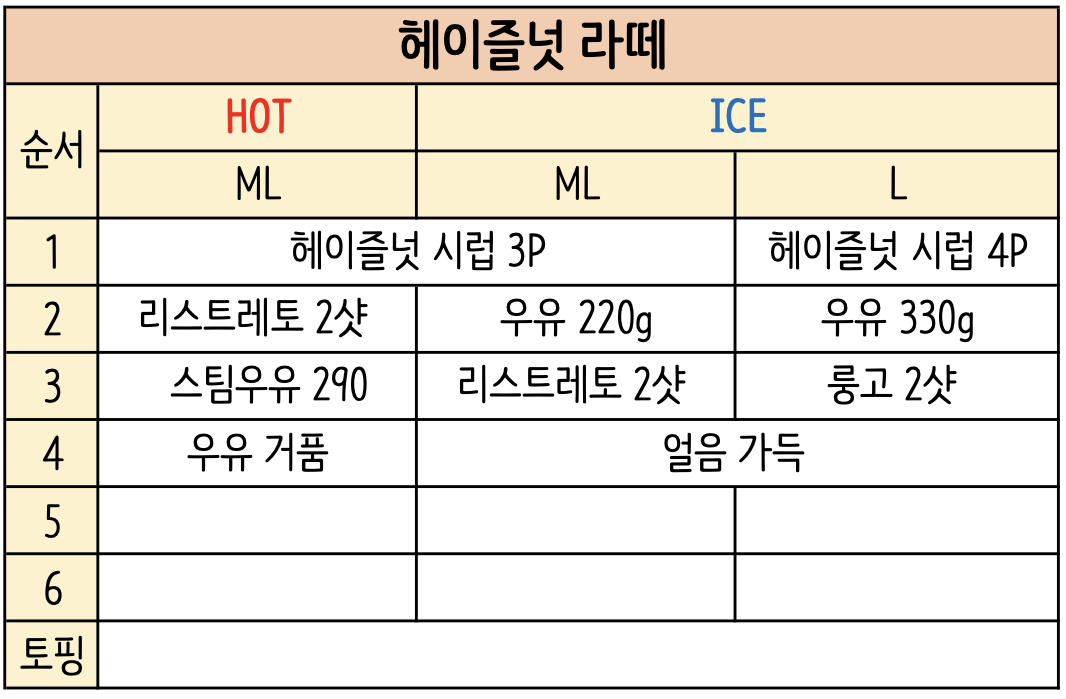 헤이즐넛 라떼
순서 HOT ICE
ML ML L
1 헤이즐넛 시럽 3P 헤이즐넛 시럽 4P
2 리스트레토 2샷 우유 220g 우유 330g
3 스팀우유 290 리스트레토 2샷 룽고 2샷
4 우유 거품 얼음 가득
5
6
토핑